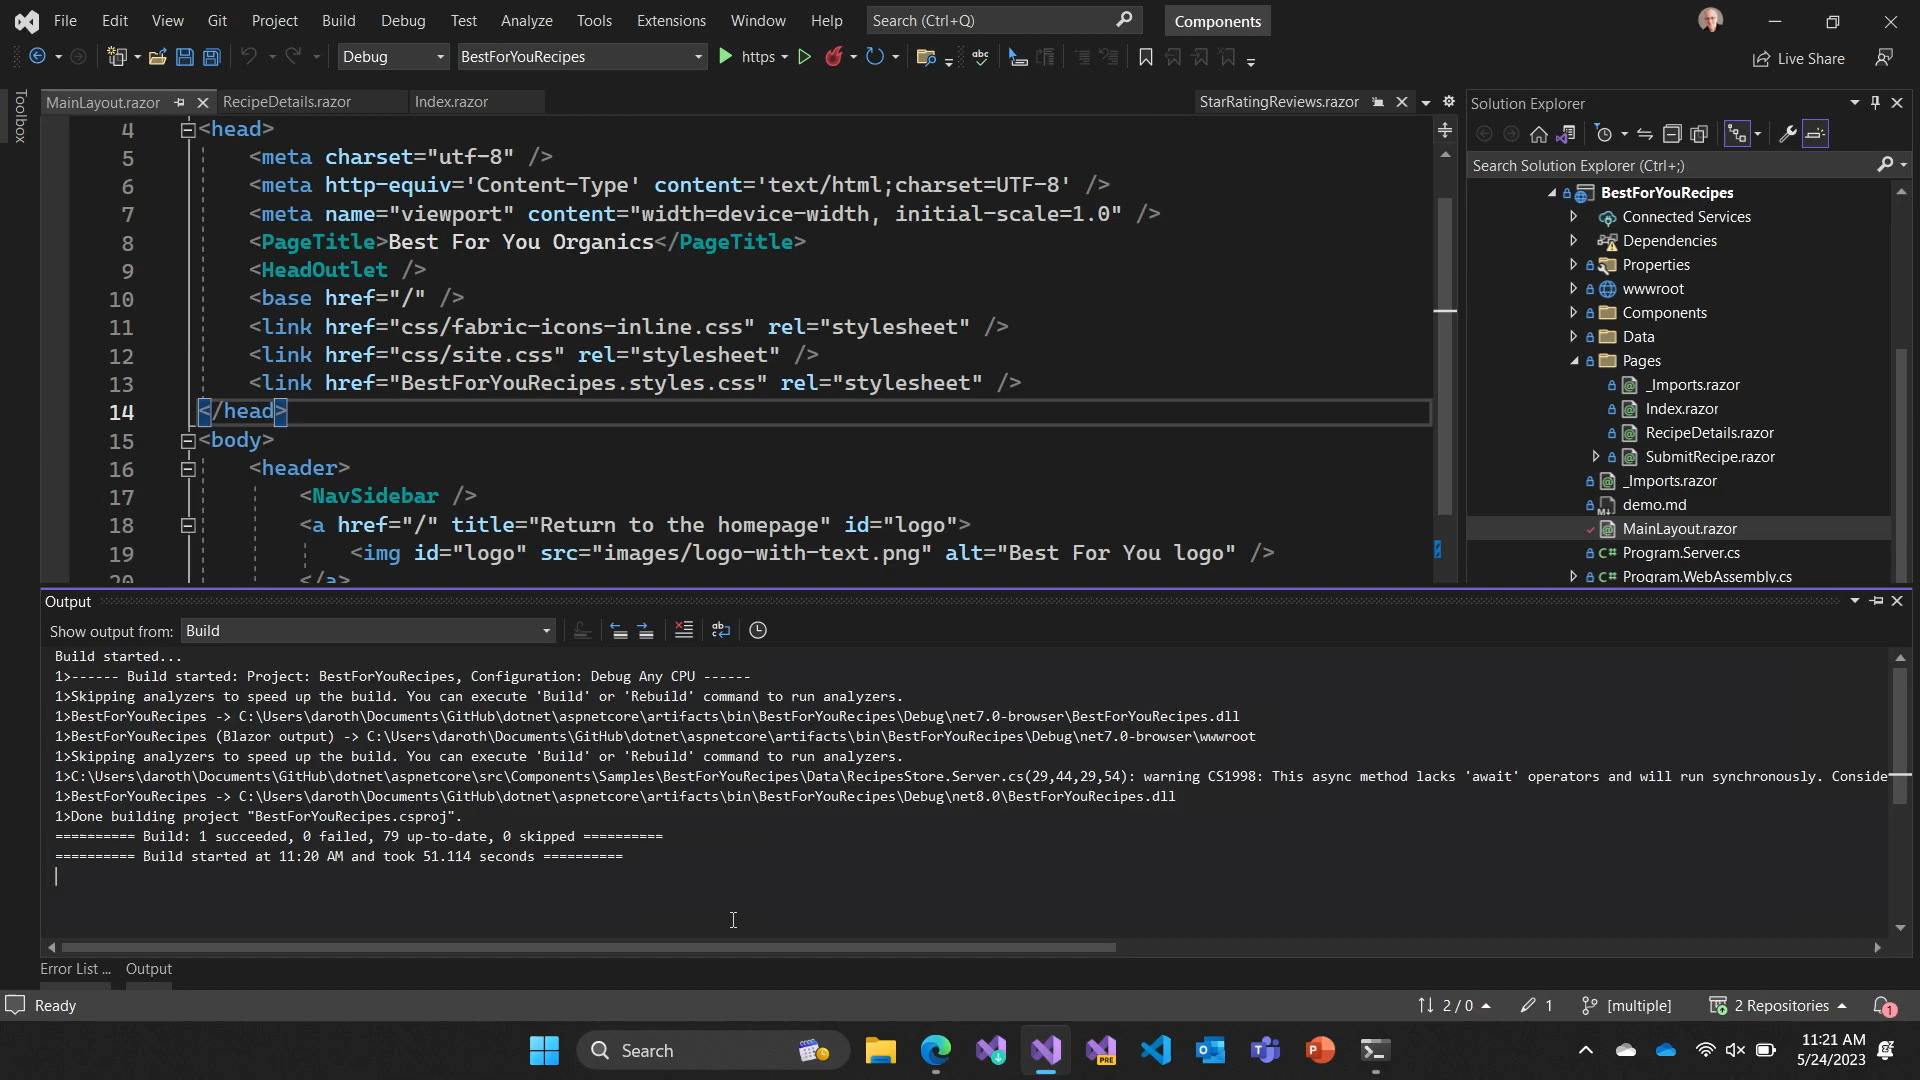 File Edit View Git Project Build Debug Test Analyze Tools Extensions Window Help Search (Ctrl+Q) Components
Debug BestForYouRecipes https Live Share
Toolbox
MainLayout.razor RecipeDetails.razor Index.razor StarRatingReviews.razor
4 <head>
5 <meta charset="utf-8" />
6 <meta http-equiv='Content-Type' content='text/html;charset=UTF-8' />
7 <meta name="viewport" content="width=device-width, initial-scale=1.0" />
8 <PageTitle>Best For You Organics</PageTitle>
9 <HeadOutlet />
10 <base href="/" />
11 <link href="css/fabric-icons-inline.css" rel="stylesheet" />
12 <link href="css/site.css" rel="stylesheet" />
13 <link href="BestForYouRecipes.styles.css" rel="stylesheet" />
14 </head>
15 <body>
16 <header>
17 <NavSidebar />
18 <a href="/" title="Return to the homepage" id="logo">
19 <img id="logo" src="images/logo-with-text.png" alt="Best For You logo" />
20 </a>
Solution Explorer
Search Solution Explorer (Ctrl+;)
BestForYouRecipes
Connected Services
Dependencies
Properties
wwwroot
Components
Data
Pages
_Imports.razor
Index.razor
RecipeDetails.razor
SubmitRecipe.razor
_Imports.razor
demo.md
MainLayout.razor
C# Program.Server.cs
C# Program.WebAssembly.cs
Output
Show output from: Build
Build started...
1>------ Build started: Project: BestForYouRecipes, Configuration: Debug Any CPU ------
1>Skipping analyzers to speed up the build. You can execute 'Build' or 'Rebuild' command to run analyzers.
1>BestForYouRecipes -> C:\Users\daroth\Documents\GitHub\dotnet\aspnetcore\artifacts\bin\BestForYouRecipes\Debug\net7.0-browser\BestForYouRecipes.dll
1>BestForYouRecipes (Blazor output) -> C:\Users\daroth\Documents\GitHub\dotnet\aspnetcore\artifacts\bin\BestForYouRecipes\Debug\net7.0-browser\wwwroot
1>Skipping analyzers to speed up the build. You can execute 'Build' or 'Rebuild' command to run analyzers.
1>C:\Users\daroth\Documents\GitHub\dotnet\aspnetcore\src\Components\Samples\BestForYouRecipes\Data\RecipesStore.Server.cs(29,44,29,54): warning CS1998: This async method lacks 'await' operators and will run synchronously. Conside
1>BestForYouRecipes -> C:\Users\daroth\Documents\GitHub\dotnet\aspnetcore\artifacts\bin\BestForYouRecipes\Debug\net8.0\BestForYouRecipes.dll
1>Done building project "BestForYouRecipes.csproj".
========== Build: 1 succeeded, 0 failed, 79 up-to-date, 0 skipped ==========
========== Build started at 11:20 AM and took 51.114 seconds ==========
Error List ... Output
Ready 2 / 0 1 [multiple] 2 Repositories 1
Search 11:21 AM
5/24/2023